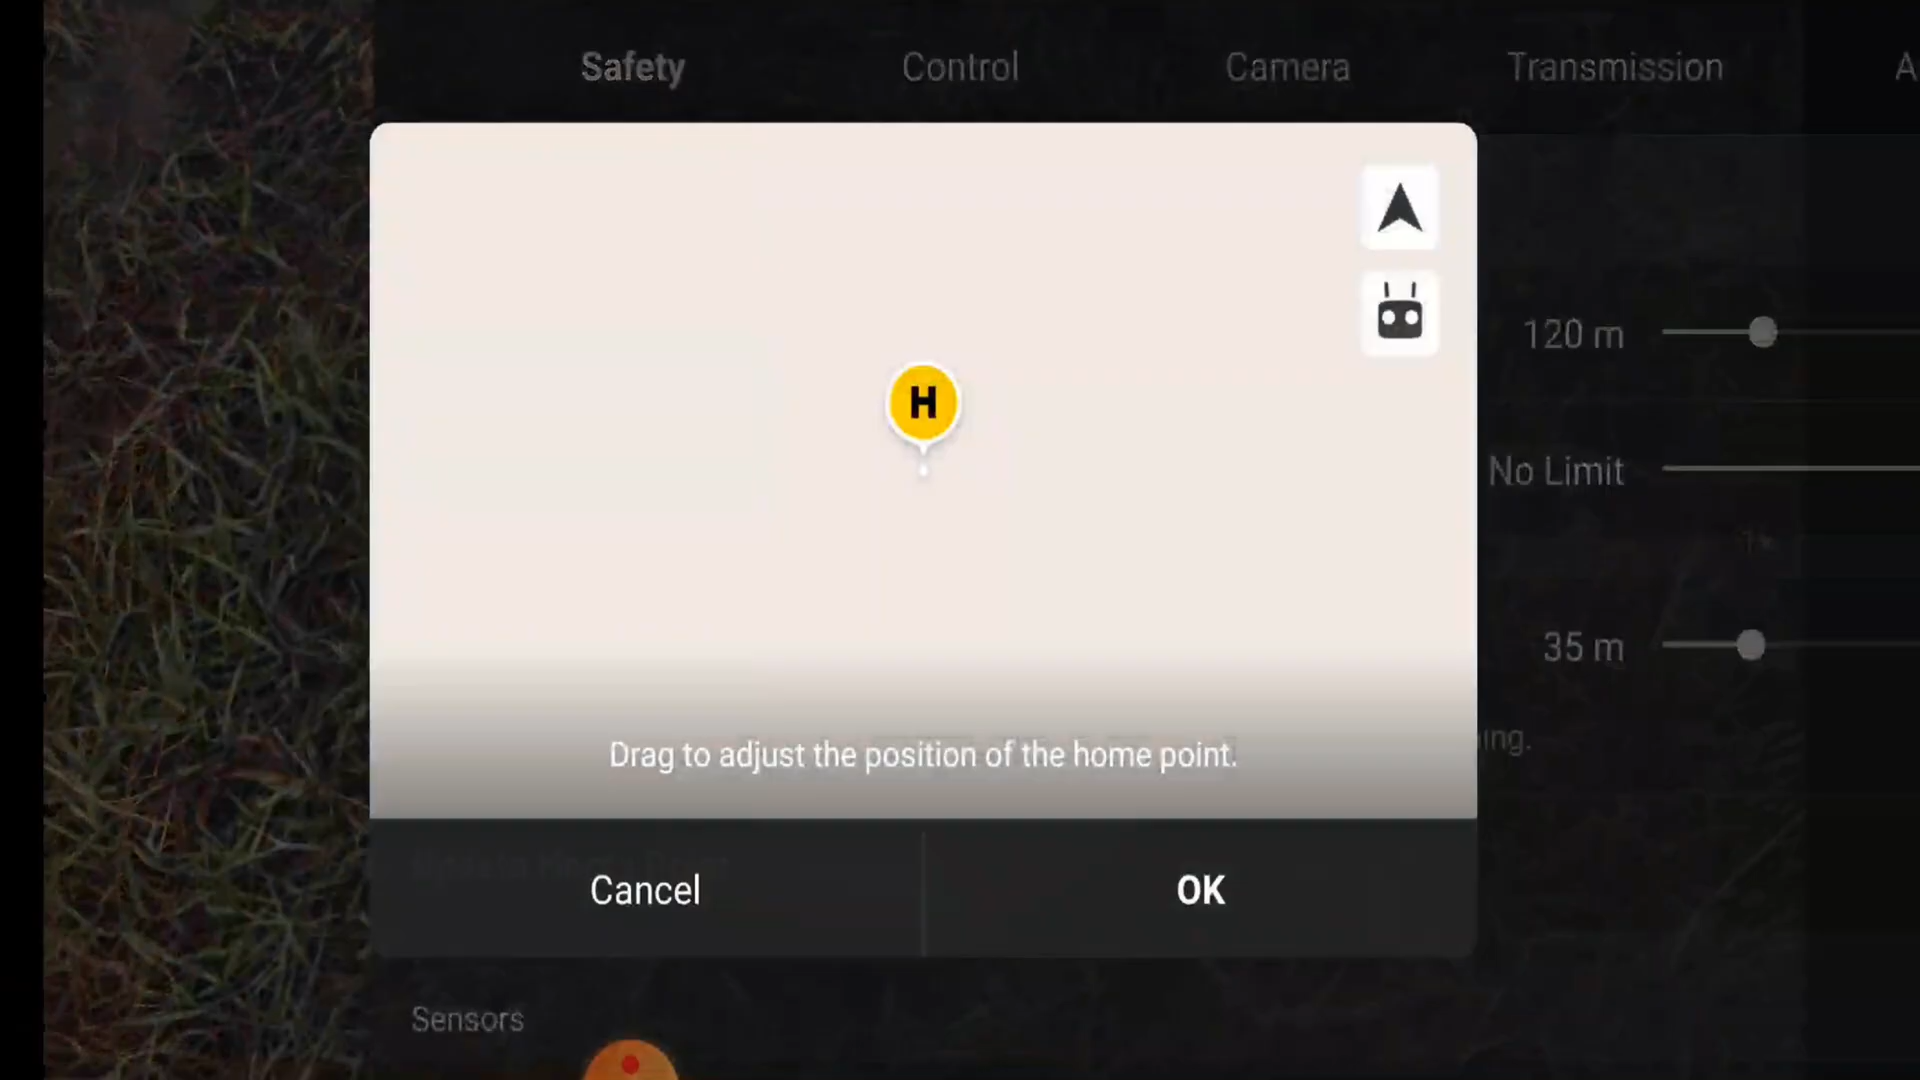 Safety Control Camera Transmission A
H
120 m
No Limit
35 m
Drag to adjust the position of the home point.
ing.
Cancel OK
Sensors